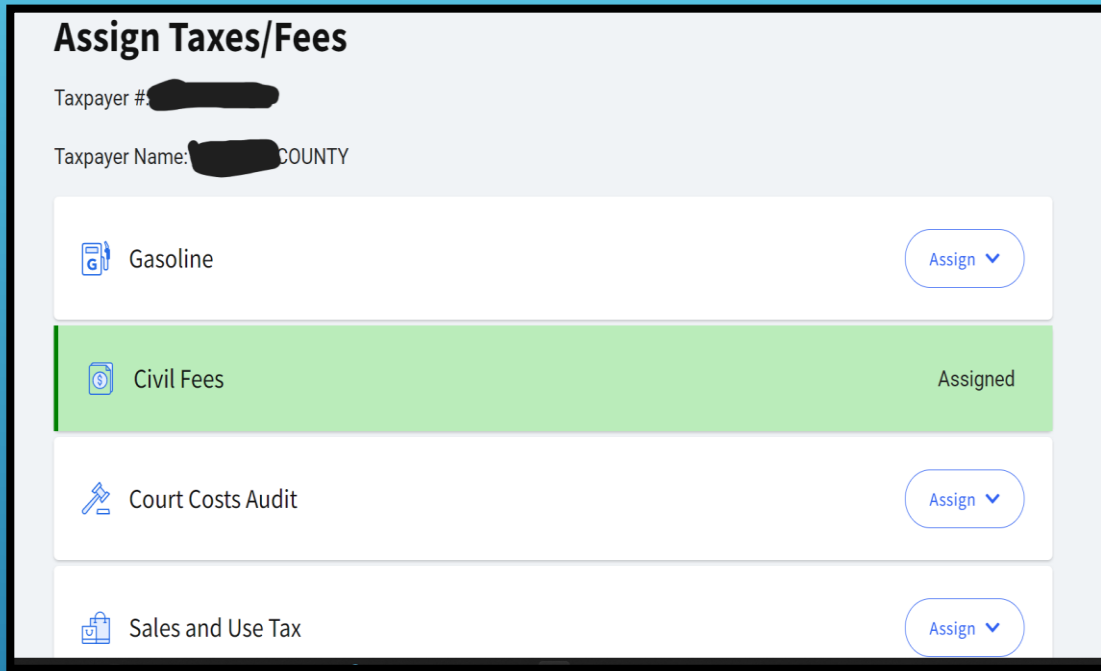 Assign Taxes/Fees
Taxpayer #:
Taxpayer Name: COUNTY
G Gasoline Assign
$ Civil Fees Assigned
Court Costs Audit Assign
Sales and Use Tax Assign